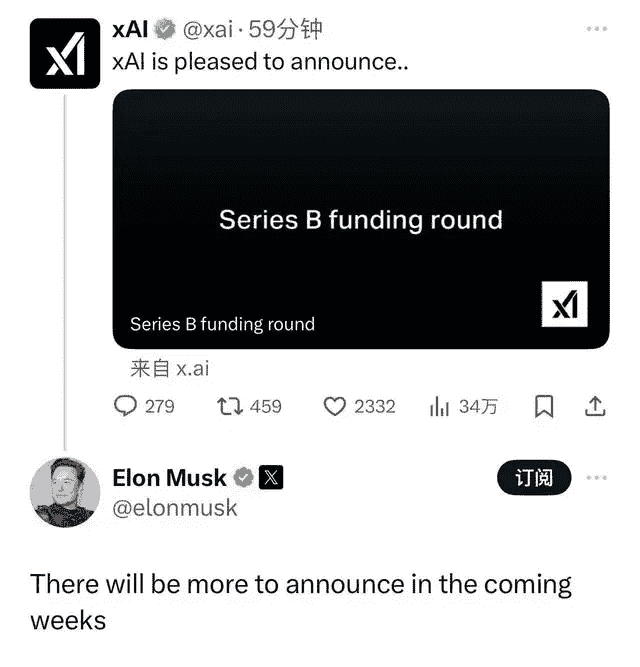 xAI @xai · 59分钟
xAI is pleased to announce..
Series B funding round
xI
Series B funding round
来自 x.ai
279 459 2332 34万
Elon Musk X 订阅
@elonmusk
There will be more to announce in the coming
weeks